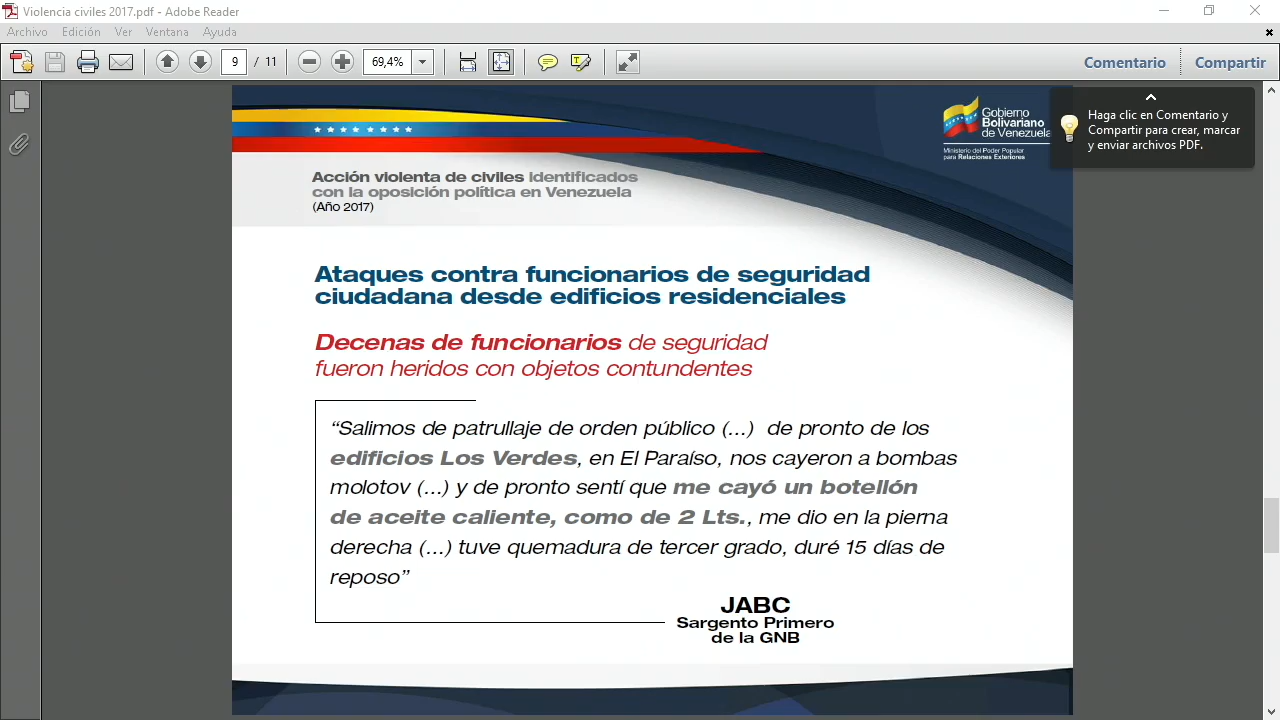 Violencia civiles 2017.pdf - Adobe Reader
Archivo Edición Ver Ventana Ayuda
9 / 11 69,4% Comentario Compartir
Haga clic en Comentario y
Compartir para crear, marcar
y enviar archivos PDF.
Gobierno
Bolivariano
de Venezuela
Ministerio del Poder Popular
para Relaciones Exteriores
Acción violenta de civiles identificados
con la oposición política en Venezuela
(Año 2017)
Ataques contra funcionarios de seguridad
ciudadana desde edificios residenciales
Decenas de funcionarios de seguridad
fueron heridos con objetos contundentes
“Salimos de patrullaje de orden público (...) de pronto de los
edificios Los Verdes, en El Paraíso, nos cayeron a bombas
molotov (...) y de pronto sentí que me cayó un botellón
de aceite caliente, como de 2 Lts., me dio en la pierna
derecha (...) tuve quemadura de tercer grado, duré 15 días de
reposo”
JABC
Sargento Primero
de la GNB